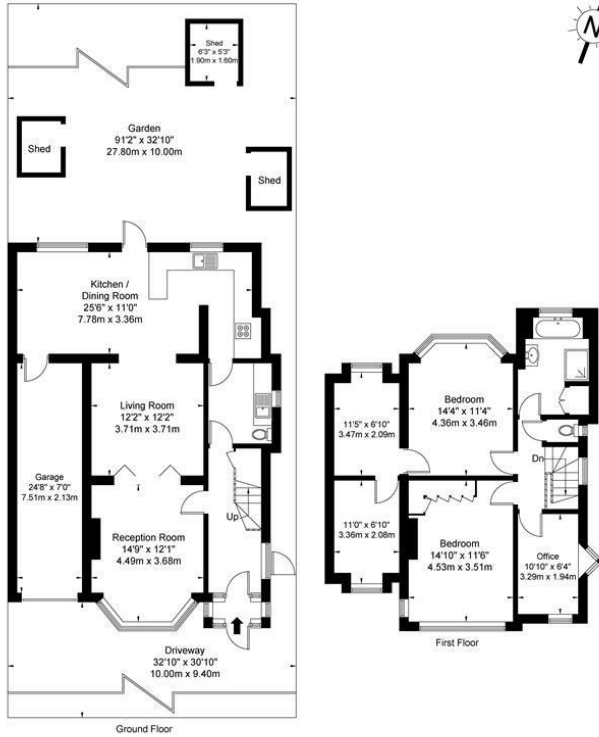 N
Shed
6'3" x 5'3"
1.90m x 1.60m
Garden
91'2" x 32'10"
27.80m x 10.00m
Shed
Shed
Kitchen /
Dining Room
25'6" x 11'0"
7.78m x 3.36m
Living Room
12'2" x 12'2"
3.71m x 3.71m
Garage
24'8" x 7'0"
7.51m x 2.13m
Up
Reception Room
14'9" x 12'1"
4.49m x 3.68m
Driveway
32'10" x 30'10"
10.00m x 9.40m
Ground Floor
Bedroom
14'4" x 11'4"
4.36m x 3.46m
11'5" x 6'10"
3.47m x 2.09m
Dn
11'0" x 6'10"
3.36m x 2.08m
Bedroom
14'10" x 11'6"
4.53m x 3.51m
Office
10'10" x 6'4"
3.29m x 1.94m
First Floor